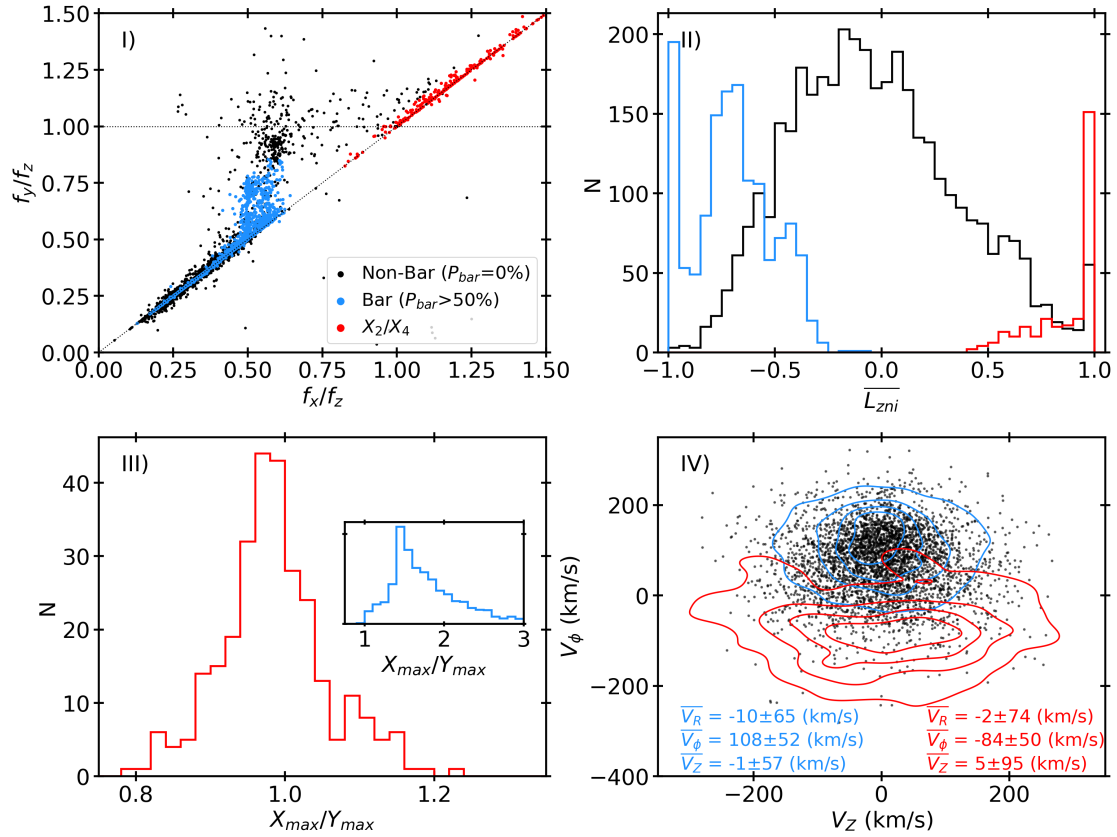 I)
1.50
1.25
1.00
0.75
0.50
0.25
0.00
f_y/f_z
Non-Bar (P_bar=0%)
Bar (P_bar>50%)
X_2/X_4
0.00 0.25 0.50 0.75 1.00 1.25 1.50
f_x/f_z
II)
200
150
100
50
0
N
-1.0 -0.5 0.0 0.5 1.0
L_zni
III)
40
30
20
10
0
N
1 2 3
X_max/Y_max
0.8 1.0 1.2
X_max/Y_max
IV)
200
0
−200
−400
V_ϕ (km/s)
V_R = -10±65 (km/s)
V_ϕ = 108±52 (km/s)
V_Z = -1±57 (km/s)
V_R = -2±74 (km/s)
V_ϕ = -84±50 (km/s)
V_Z = 5±95 (km/s)
−200 0 200
V_Z (km/s)